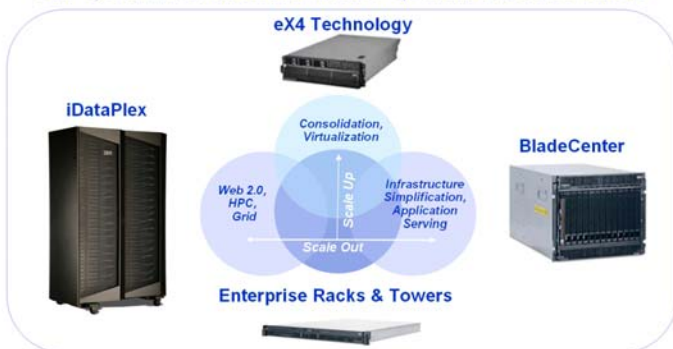 eX4 Technology
iDataPlex
Consolidation,
Virtualization
BladeCenter
Web 2.0,
HPC,
Grid
Scale Up
Infrastructure
Simplification,
Application
Serving
Scale Out
Enterprise Racks & Towers